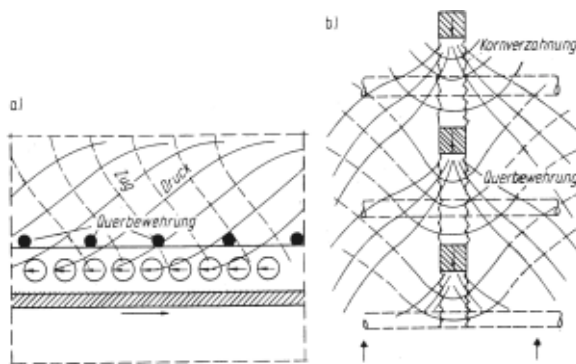 a.)
Zug
Druck
Querbewehrung
b.)
Kornverzahnung
Querbewehrung